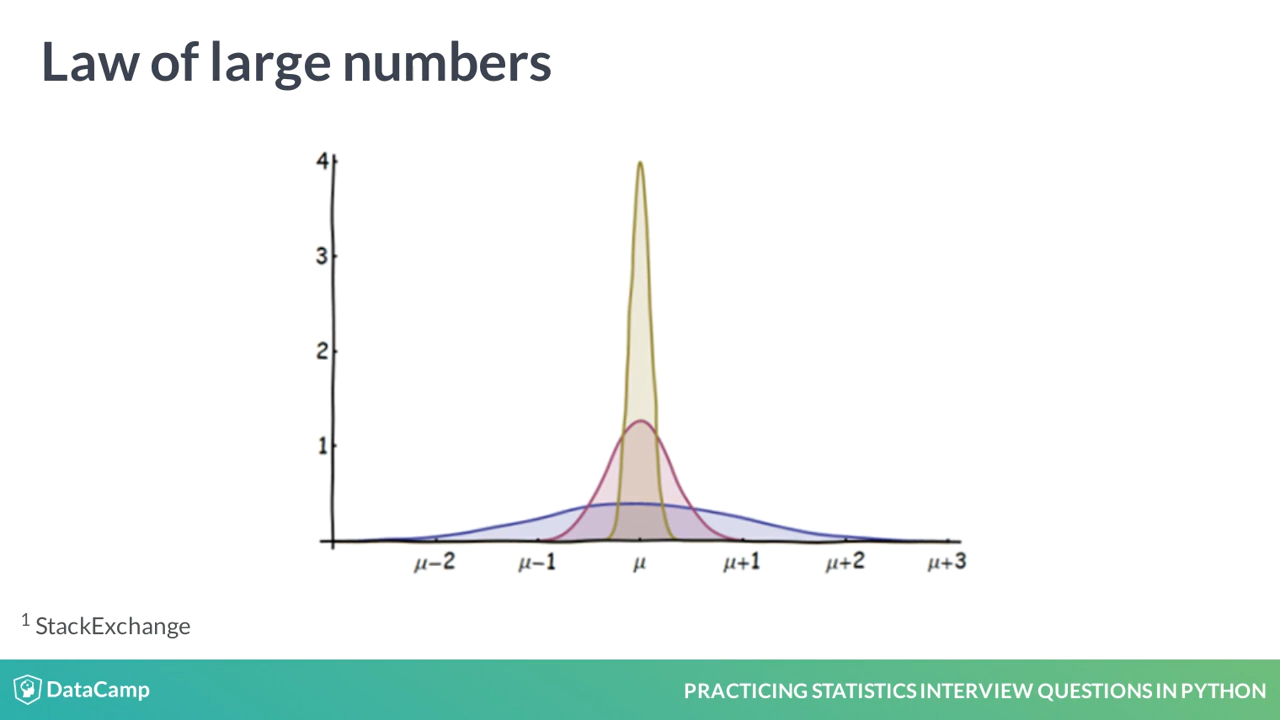 Law of large numbers
4
3
2
1
μ−2 μ−1 μ μ+1 μ+2 μ+3
1 StackExchange
DataCamp
PRACTICING STATISTICS INTERVIEW QUESTIONS IN PYTHON